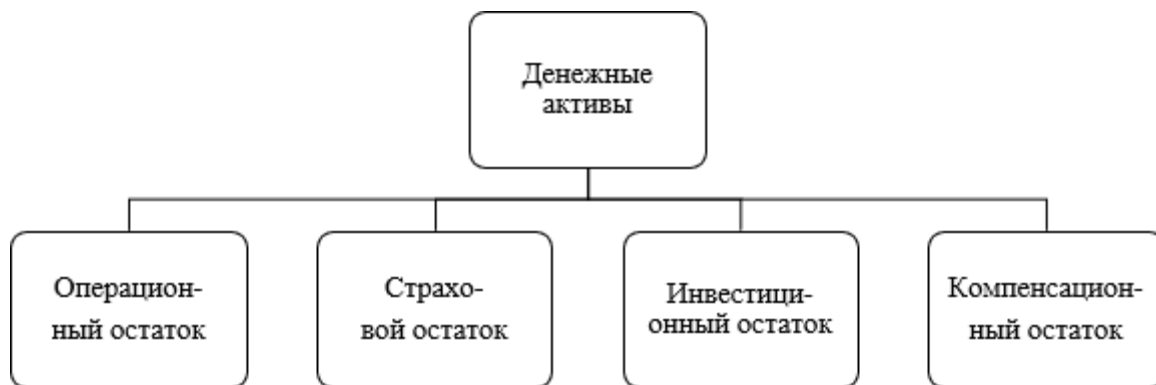 Денежные
активы
Операцион-
ный остаток
Страхо-
вой остаток
Инвестици-
онный остаток
Компенсацион-
ный остаток